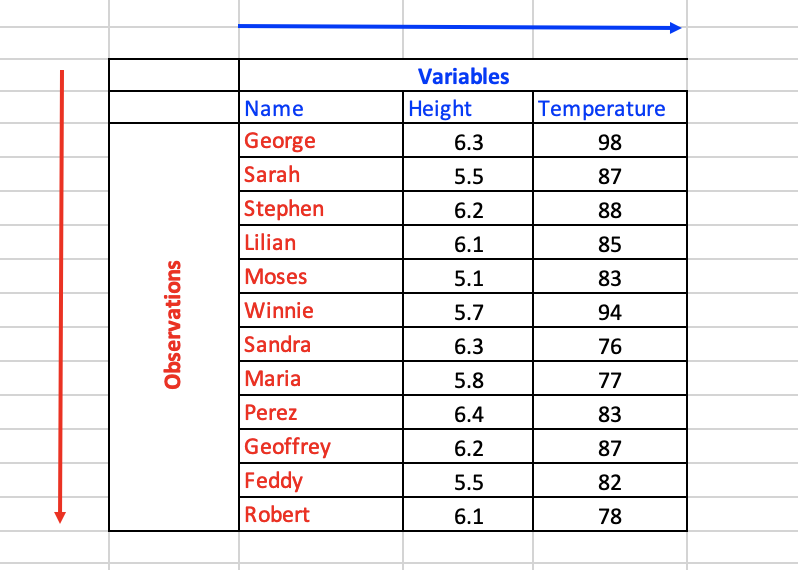 Variables
Name Height Temperature
Observations
George 6.3 98
Sarah 5.5 87
Stephen 6.2 88
Lilian 6.1 85
Moses 5.1 83
Winnie 5.7 94
Sandra 6.3 76
Maria 5.8 77
Perez 6.4 83
Geoffrey 6.2 87
Feddy 5.5 82
Robert 6.1 78